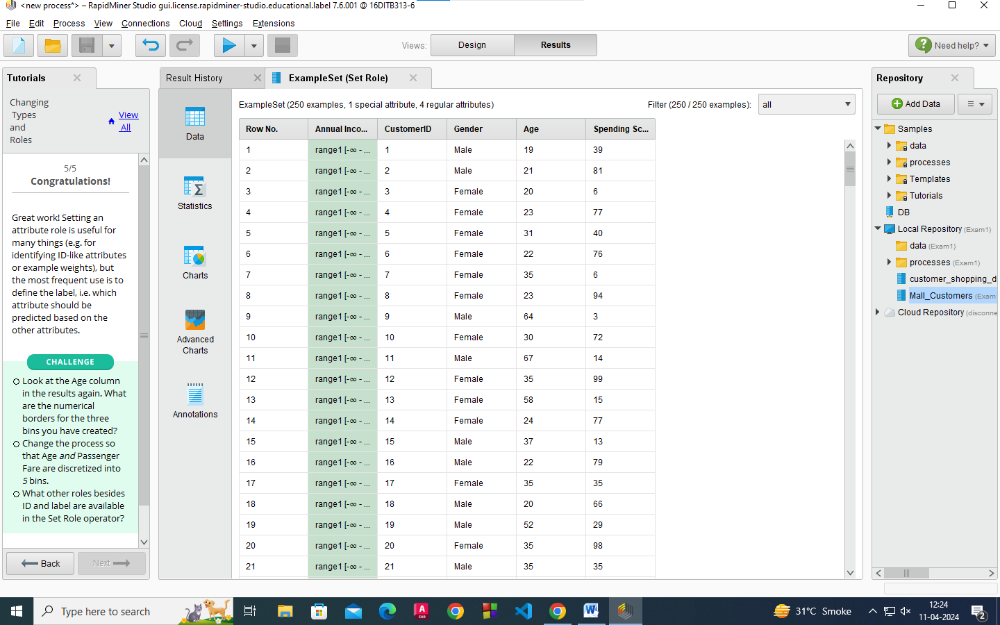 <new process*> – RapidMiner Studio gui.license.rapidminer-studio.educational.label 7.6.001 @ 16DITB313-6
File Edit Process View Connections Cloud Settings Extensions
Views: Design Results Need help?
Tutorials
Changing
Types
and
Roles
View
All
5/5
Congratulations!
Great work! Setting an
attribute role is useful for
many things (e.g. for
identifying ID-like attributes
or example weights), but
the most frequent use is to
define the label, i.e. which
attribute should be
predicted based on the
other attributes.
CHALLENGE
Look at the Age column
in the results again. What
are the numerical
borders for the three
bins you have created?
Change the process so
that Age and Passenger
Fare are discretized into
5 bins.
What other roles besides
ID and label are available
in the Set Role operator?
Back Next
Result History ExampleSet (Set Role)
Data
Statistics
Charts
Advanced
Charts
Annotations
ExampleSet (250 examples, 1 special attribute, 4 regular attributes) Filter (250 / 250 examples): all
Row No. Annual Inco... CustomerID Gender Age Spending Sc...
1 range1 [-∞ - ... 1 Male 19 39
2 range1 [-∞ - ... 2 Male 21 81
3 range1 [-∞ - ... 3 Female 20 6
4 range1 [-∞ - ... 4 Female 23 77
5 range1 [-∞ - ... 5 Female 31 40
6 range1 [-∞ - ... 6 Female 22 76
7 range1 [-∞ - ... 7 Female 35 6
8 range1 [-∞ - ... 8 Female 23 94
9 range1 [-∞ - ... 9 Male 64 3
10 range1 [-∞ - ... 10 Female 30 72
11 range1 [-∞ - ... 11 Male 67 14
12 range1 [-∞ - ... 12 Female 35 99
13 range1 [-∞ - ... 13 Female 58 15
14 range1 [-∞ - ... 14 Female 24 77
15 range1 [-∞ - ... 15 Male 37 13
16 range1 [-∞ - ... 16 Male 22 79
17 range1 [-∞ - ... 17 Female 35 35
18 range1 [-∞ - ... 18 Male 20 66
19 range1 [-∞ - ... 19 Male 52 29
20 range1 [-∞ - ... 20 Female 35 98
21 range1 [-∞ - ... 21 Male 35 35
Repository
Add Data
Samples
data
processes
Templates
Tutorials
DB
Local Repository (Exam1)
data (Exam1)
processes (Exam1)
customer_shopping_d
Mall_Customers (Exam
Cloud Repository (disconne
Type here to search
A
CAD
W
31°C Smoke
12:24
11-04-2024
2